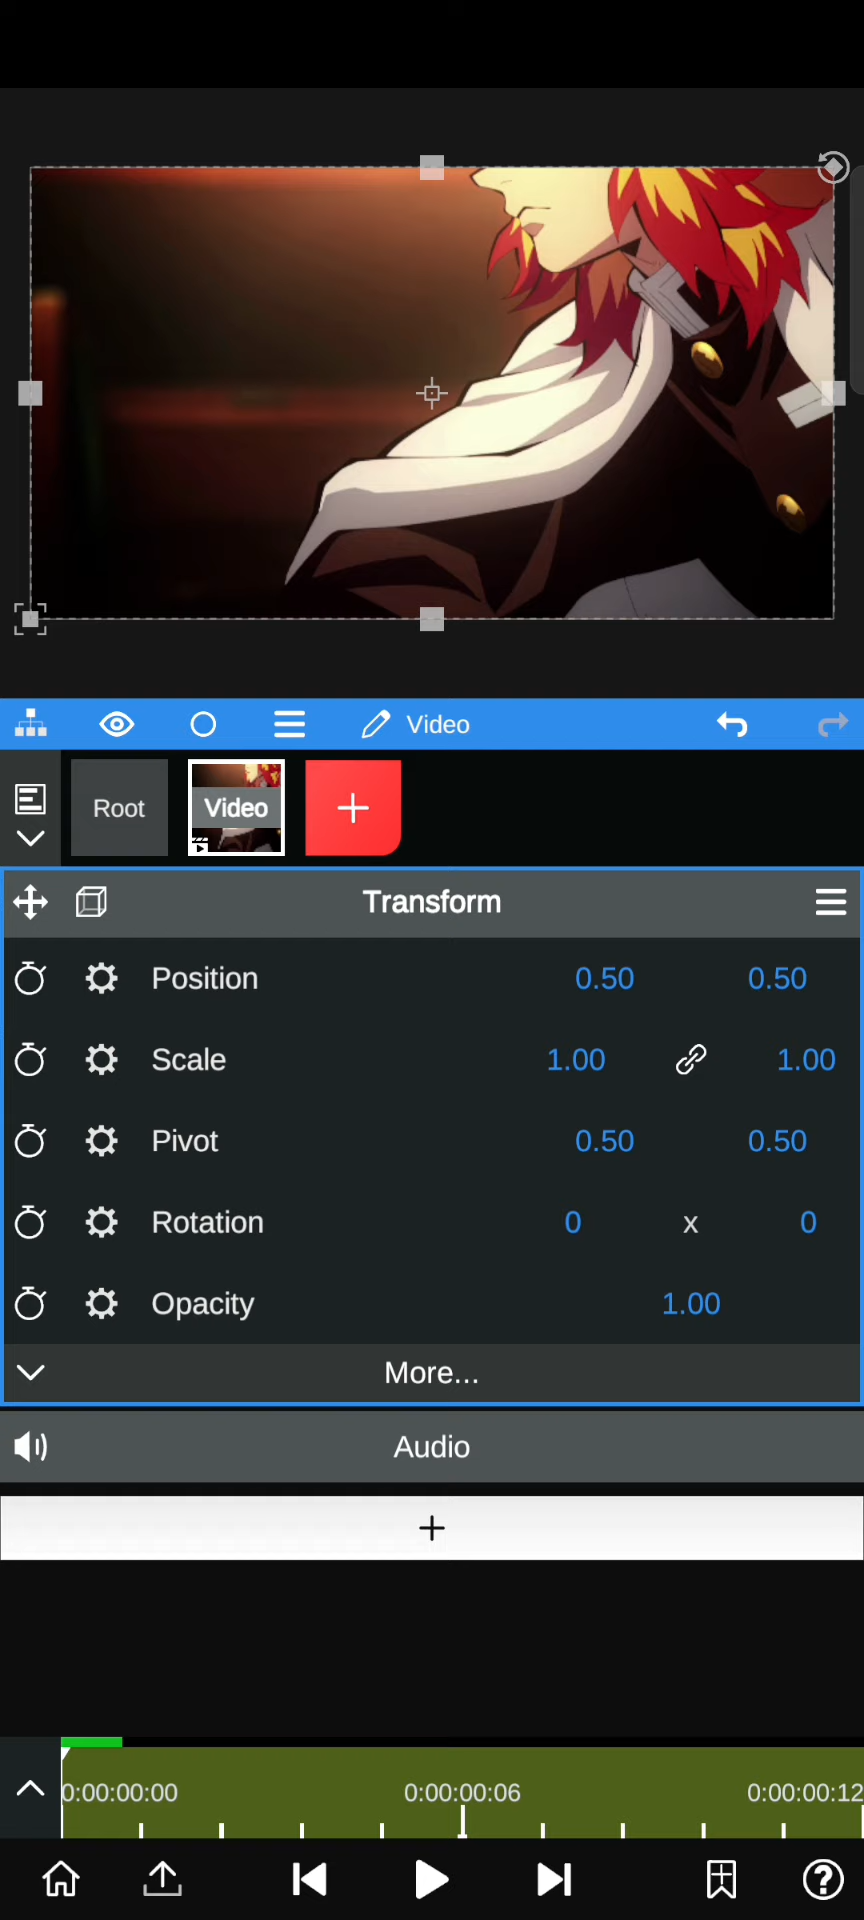 Video
Root
Video
Transform
Position 0.50 0.50
Scale 1.00 1.00
Pivot 0.50 0.50
Rotation 0 x 0
Opacity 1.00
More...
Audio
0:00:00:00 0:00:00:06 0:00:00:12